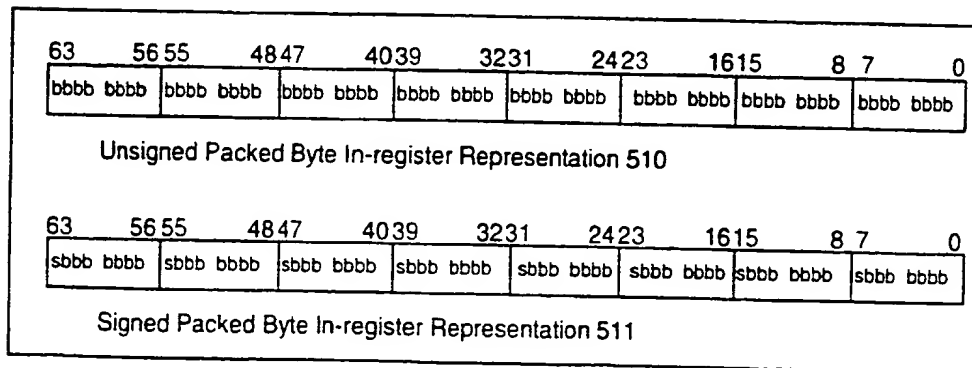 63 56 55 48 47 40 39 32 31 24 23 16 15 8 7 0
bbbb bbbb bbbb bbbb bbbb bbbb bbbb bbbb bbbb bbbb bbbb bbbb bbbb bbbb bbbb bbbb
Unsigned Packed Byte In-register Representation 510
63 56 55 48 47 40 39 32 31 24 23 16 15 8 7 0
sbbb bbbb sbbb bbbb sbbb bbbb sbbb bbbb sbbb bbbb sbbb bbbb sbbb bbbb sbbb bbbb
Signed Packed Byte In-register Representation 511